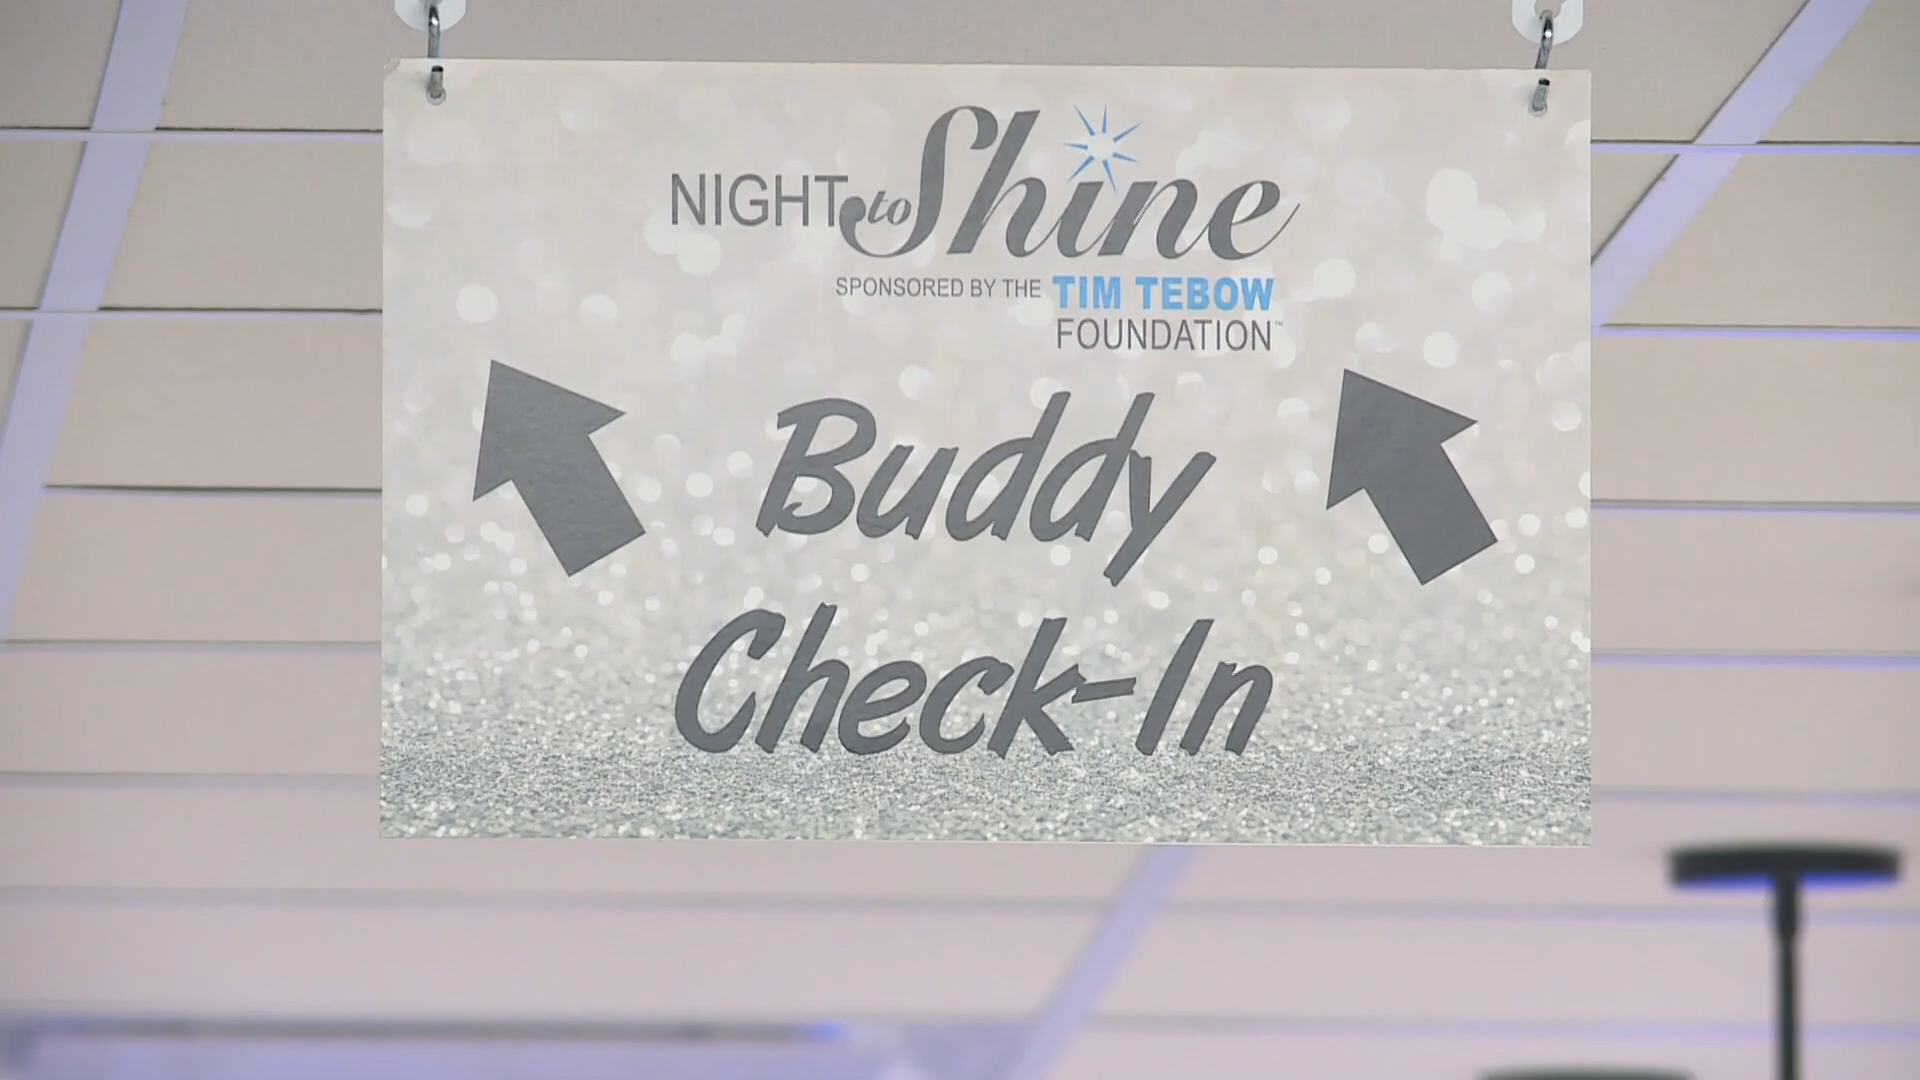 NIGHT to Shine
SPONSORED BY THE TIM TEBOW
FOUNDATION™
Buddy
Check-In